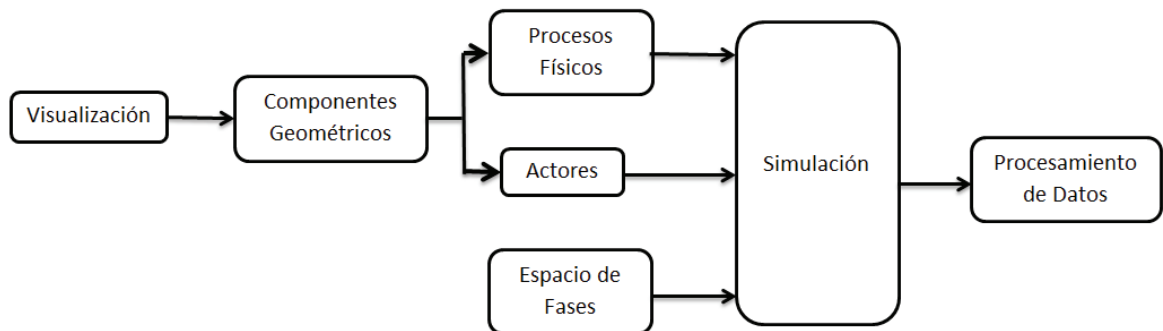 Visualización
Componentes
Geométricos
Procesos
Físicos
Actores
Espacio de
Fases
Simulación
Procesamiento
de Datos